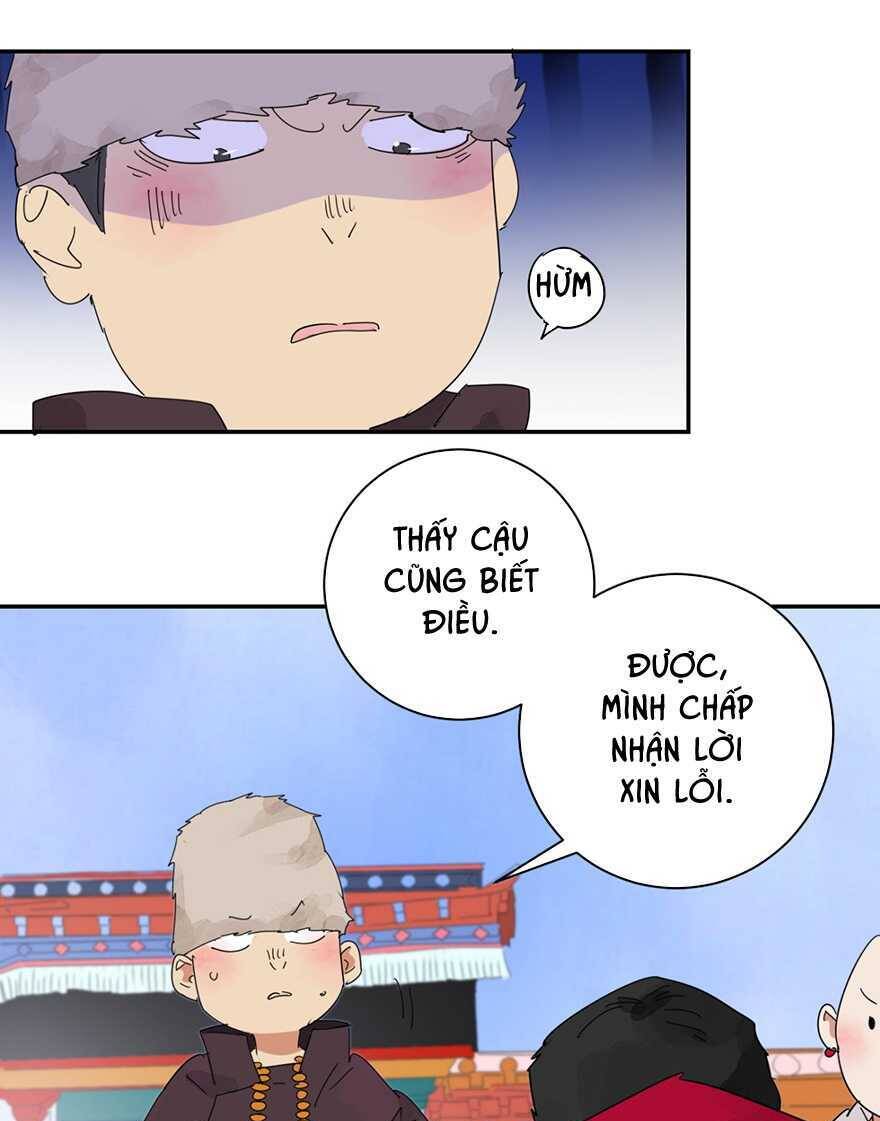 HỪM
THẤY CẬU
CŨNG BIẾT
ĐIỀU.
ĐƯỢC,
MÌNH CHẤP
NHẬN LỜI
XIN LỖI.